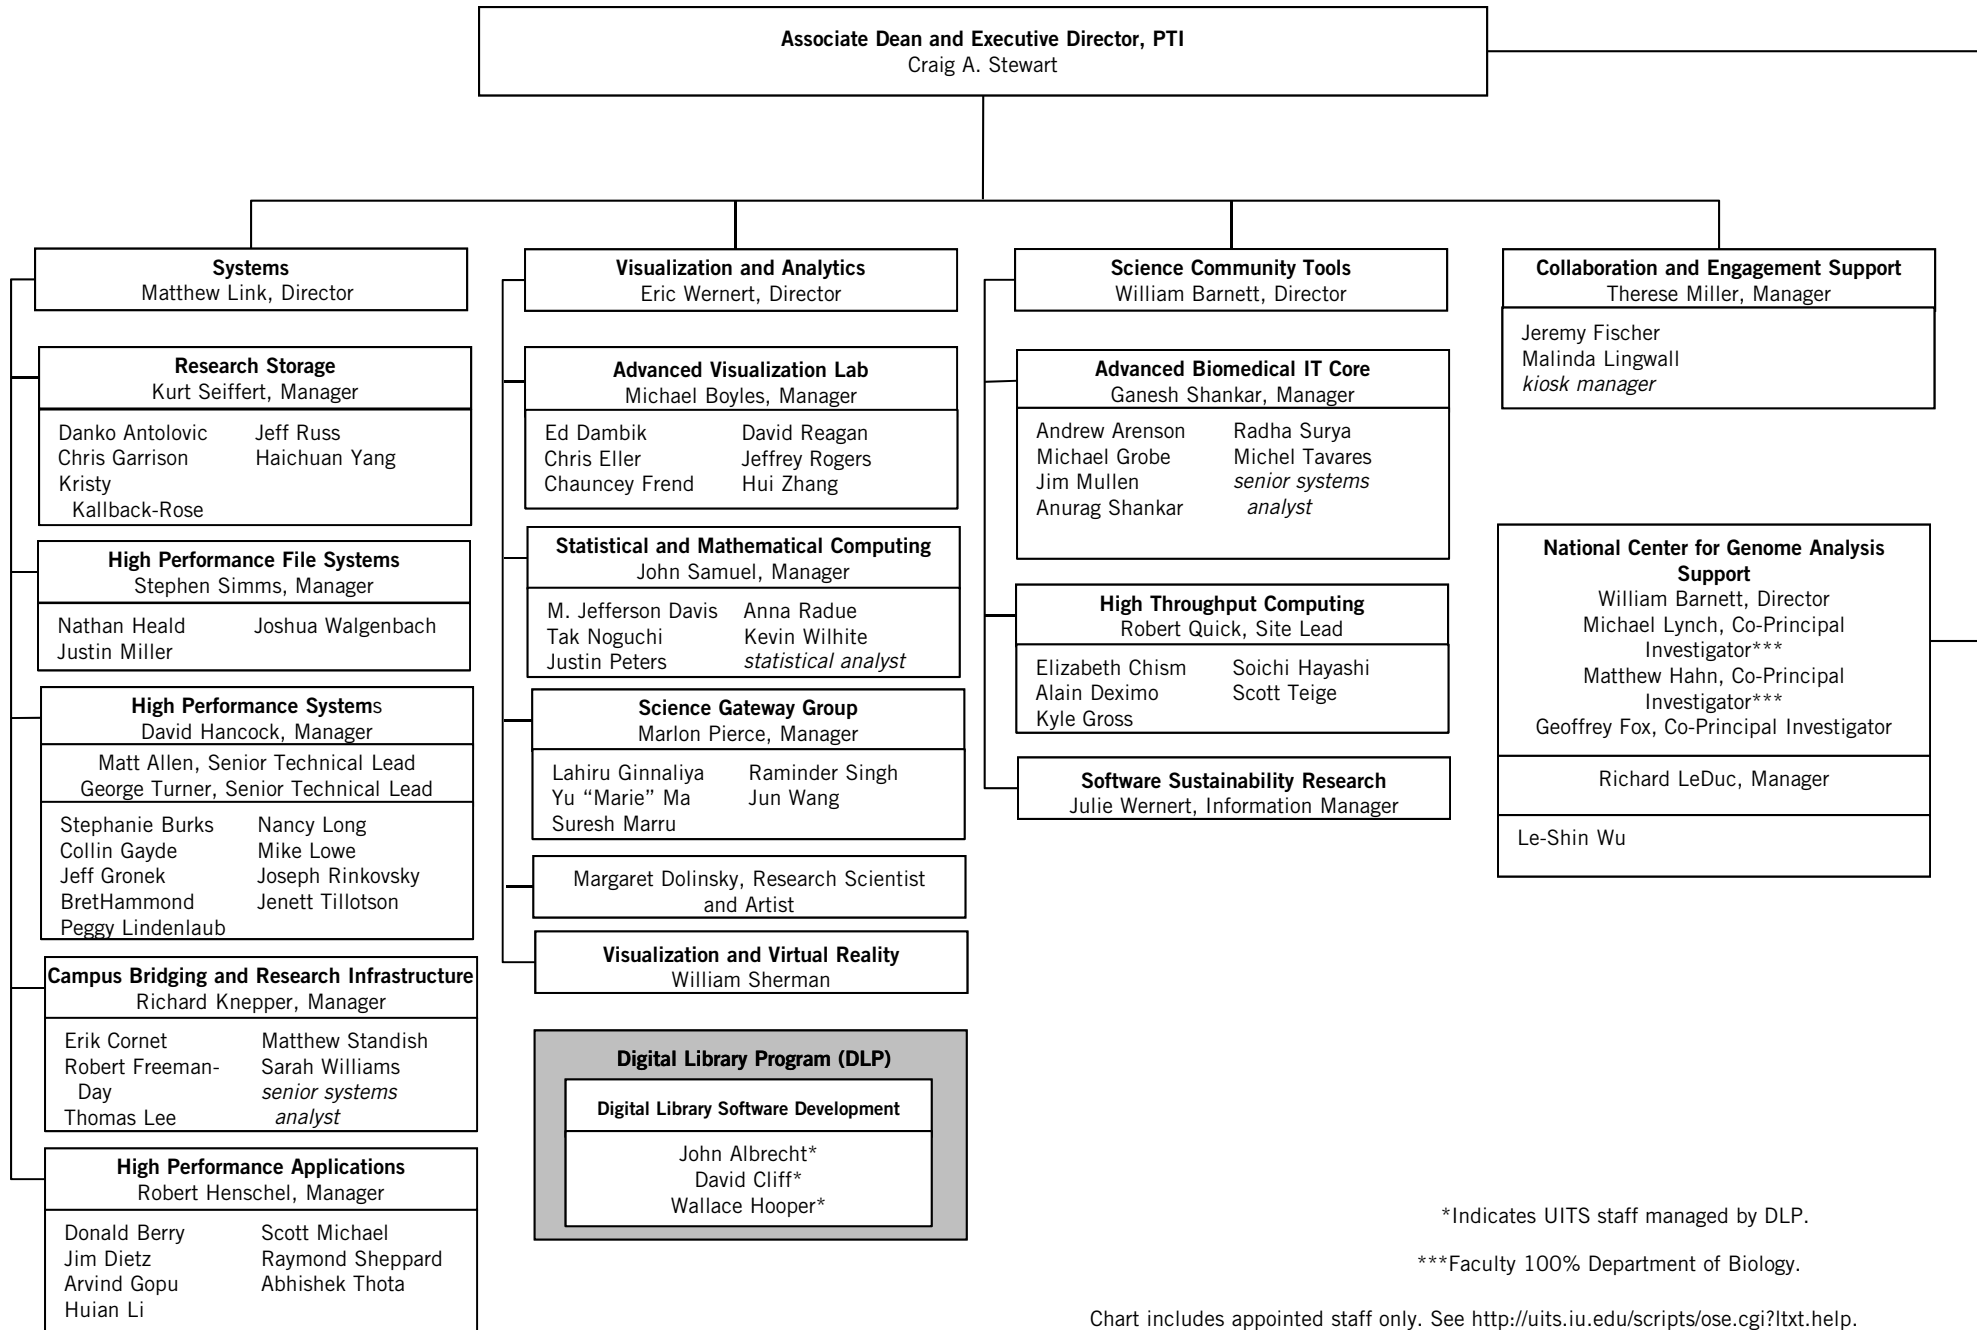 Associate Dean and Executive Director, PTI
Craig A. Stewart
Systems
Matthew Link, Director
Research Storage
Kurt Seiffert, Manager
Danko Antolovic
Chris Garrison
Kristy
Kallback-Rose
Jeff Russ
Haichuan Yang
High Performance File Systems
Stephen Simms, Manager
Nathan Heald
Justin Miller
Joshua Walgenbach
High Performance Systems
David Hancock, Manager
Matt Allen, Senior Technical Lead
George Turner, Senior Technical Lead
Stephanie Burks
Collin Gayde
Jeff Gronek
BretHammond
Peggy Lindenlaub
Nancy Long
Mike Lowe
Joseph Rinkovsky
Jenett Tillotson
Campus Bridging and Research Infrastructure
Richard Knepper, Manager
Erik Cornet
Robert Freeman-
Day
Thomas Lee
Matthew Standish
Sarah Williams
senior systems
analyst
High Performance Applications
Robert Henschel, Manager
Donald Berry
Jim Dietz
Arvind Gopu
Huian Li
Scott Michael
Raymond Sheppard
Abhishek Thota
Visualization and Analytics
Eric Wernert, Director
Advanced Visualization Lab
Michael Boyles, Manager
Ed Dambik
Chris Eller
Chauncey Frend
David Reagan
Jeffrey Rogers
Hui Zhang
Statistical and Mathematical Computing
John Samuel, Manager
M. Jefferson Davis
Tak Noguchi
Justin Peters
Anna Radue
Kevin Wilhite
statistical analyst
Science Gateway Group
Marlon Pierce, Manager
Lahiru Ginnaliya
Yu “Marie” Ma
Suresh Marru
Raminder Singh
Jun Wang
Margaret Dolinsky, Research Scientist
and Artist
Visualization and Virtual Reality
William Sherman
Digital Library Program (DLP)
Digital Library Software Development
John Albrecht*
David Cliff*
Wallace Hooper*
Science Community Tools
William Barnett, Director
Advanced Biomedical IT Core
Ganesh Shankar, Manager
Andrew Arenson
Michael Grobe
Jim Mullen
Anurag Shankar
Radha Surya
Michel Tavares
senior systems
analyst
High Throughput Computing
Robert Quick, Site Lead
Elizabeth Chism
Alain Deximo
Kyle Gross
Soichi Hayashi
Scott Teige
Software Sustainability Research
Julie Wernert, Information Manager
Collaboration and Engagement Support
Therese Miller, Manager
Jeremy Fischer
Malinda Lingwall
kiosk manager
National Center for Genome Analysis
Support
William Barnett, Director
Michael Lynch, Co-Principal
Investigator***
Matthew Hahn, Co-Principal
Investigator***
Geoffrey Fox, Co-Principal Investigator
Richard LeDuc, Manager
Le-Shin Wu
*Indicates UITS staff managed by DLP.
***Faculty 100% Department of Biology.
Chart includes appointed staff only. See http://uits.iu.edu/scripts/ose.cgi?ltxt.help.